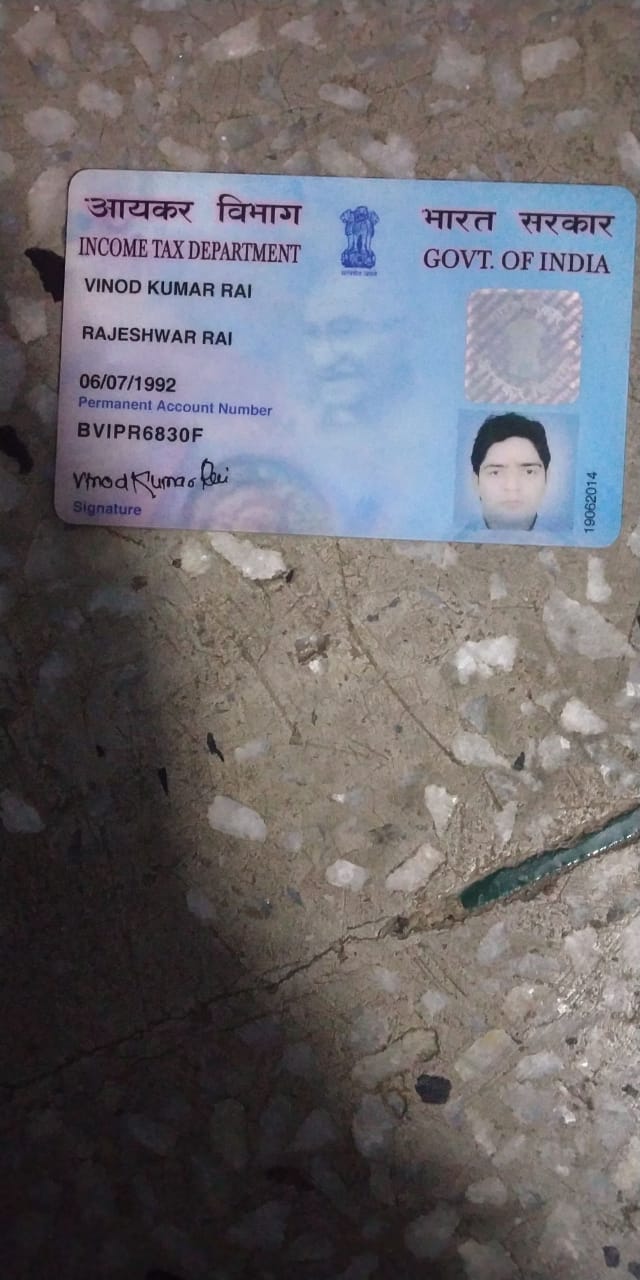 आयकर विभाग
INCOME TAX DEPARTMENT
भारत सरकार
GOVT. OF INDIA
VINOD KUMAR RAI
RAJESHWAR RAI
06/07/1992
Permanent Account Number
BVIPR6830F
Vinod Kumar Rai
Signature
19062014